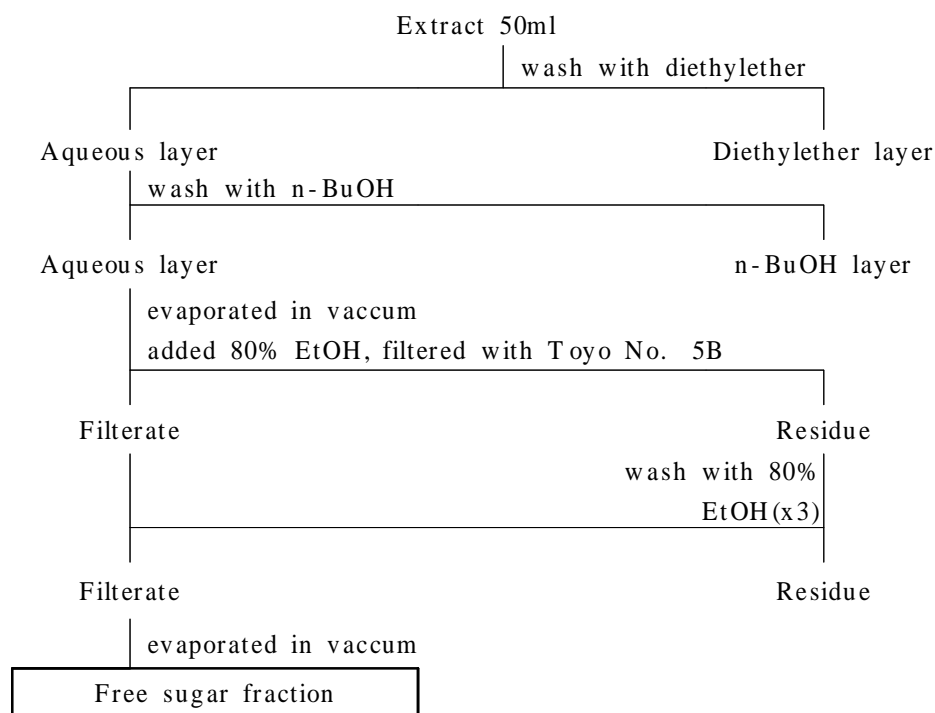 Extract 50ml
wash with diethylether
Aqueous layer Diethylether layer
wash with n-BuOH
Aqueous layer n-BuOH layer
evaporated in vaccum
added 80% EtOH, filtered with Toyo No. 5B
Filterate Residue
wash with 80%
EtOH(x3)
Filterate Residue
evaporated in vaccum
Free sugar fraction